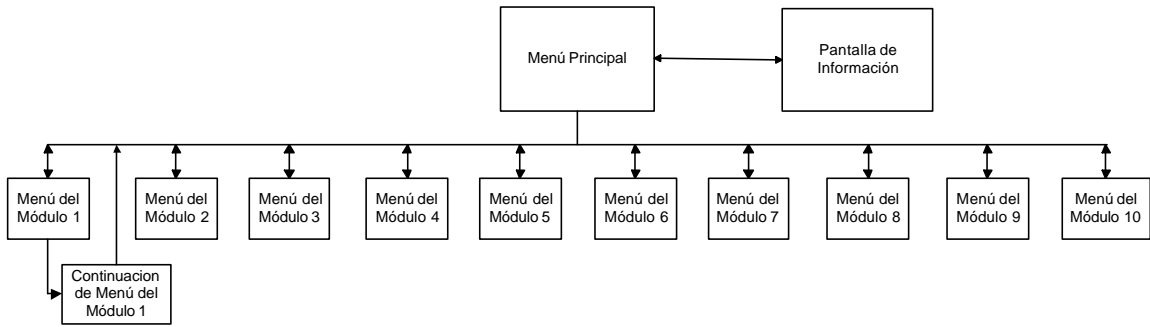 Menú Principal
Pantalla de
Información
Menú del
Módulo 1
Menú del
Módulo 2
Menú del
Módulo 3
Menú del
Módulo 4
Menú del
Módulo 5
Menú del
Módulo 6
Menú del
Módulo 7
Menú del
Módulo 8
Menú del
Módulo 9
Menú del
Módulo 10
Continuacion
de Menú del
Módulo 1